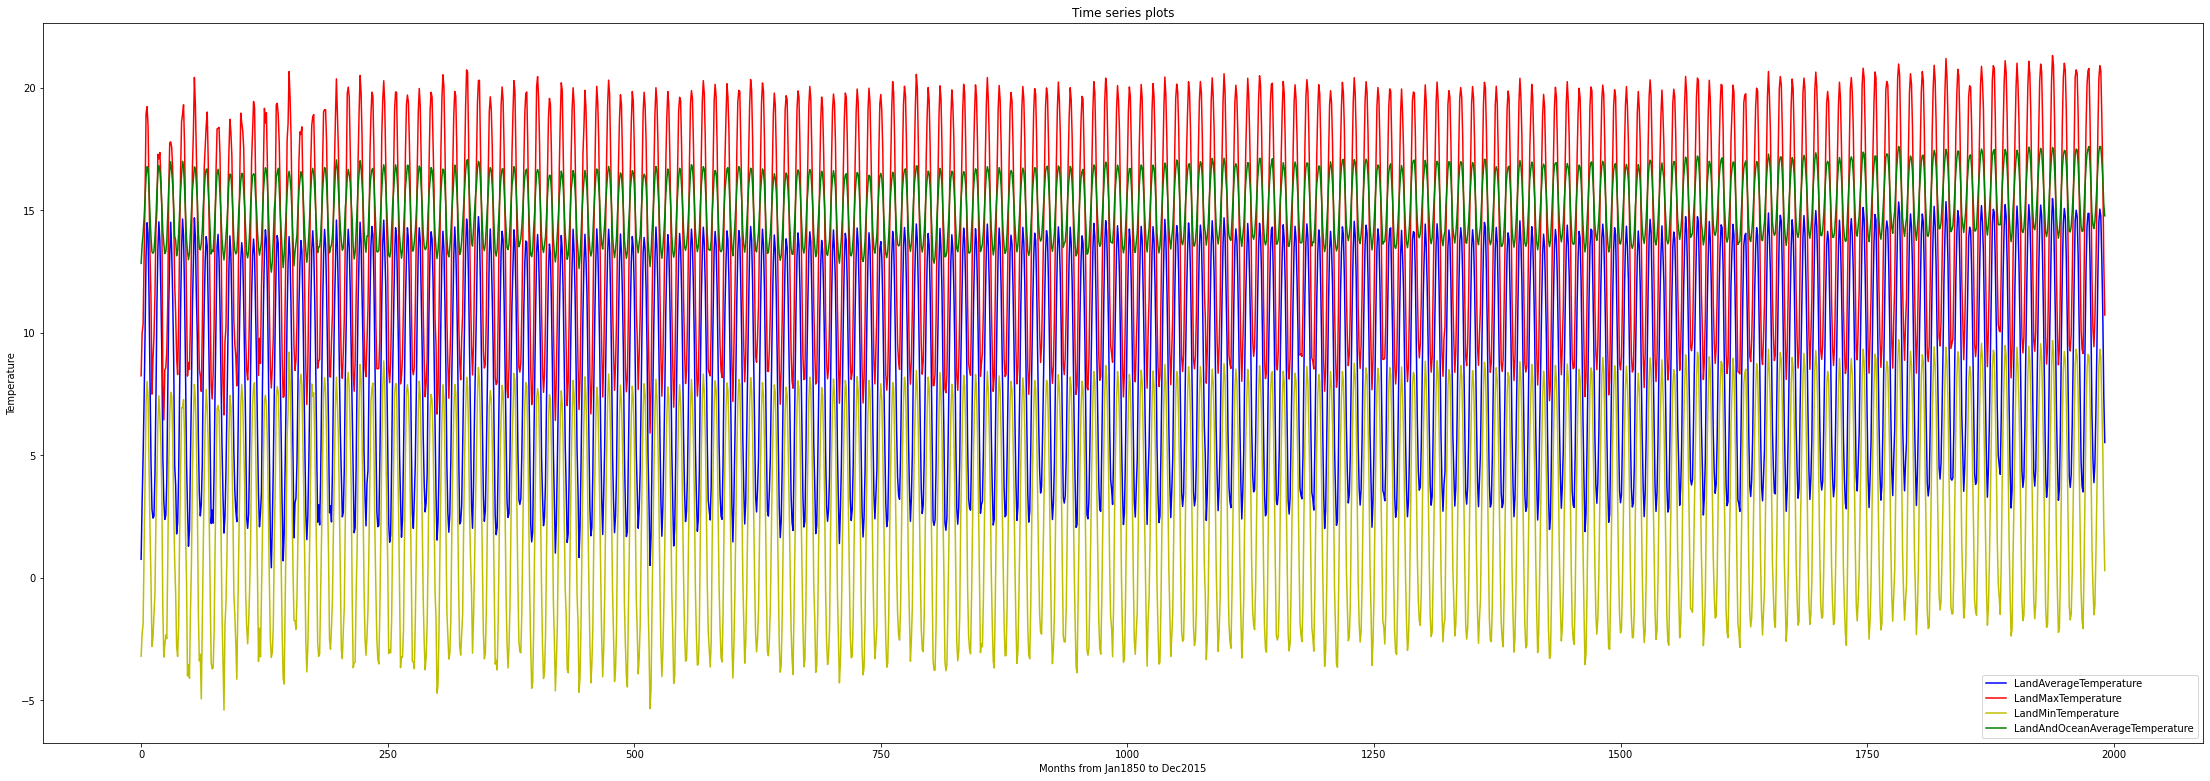 Time series plots
Temperature
20
15
10
5
0
−5
0 250 500 750 1000 1250 1500 1750 2000
Months from Jan1850 to Dec2015
LandAverageTemperature
LandMaxTemperature
LandMinTemperature
LandAndOceanAverageTemperature